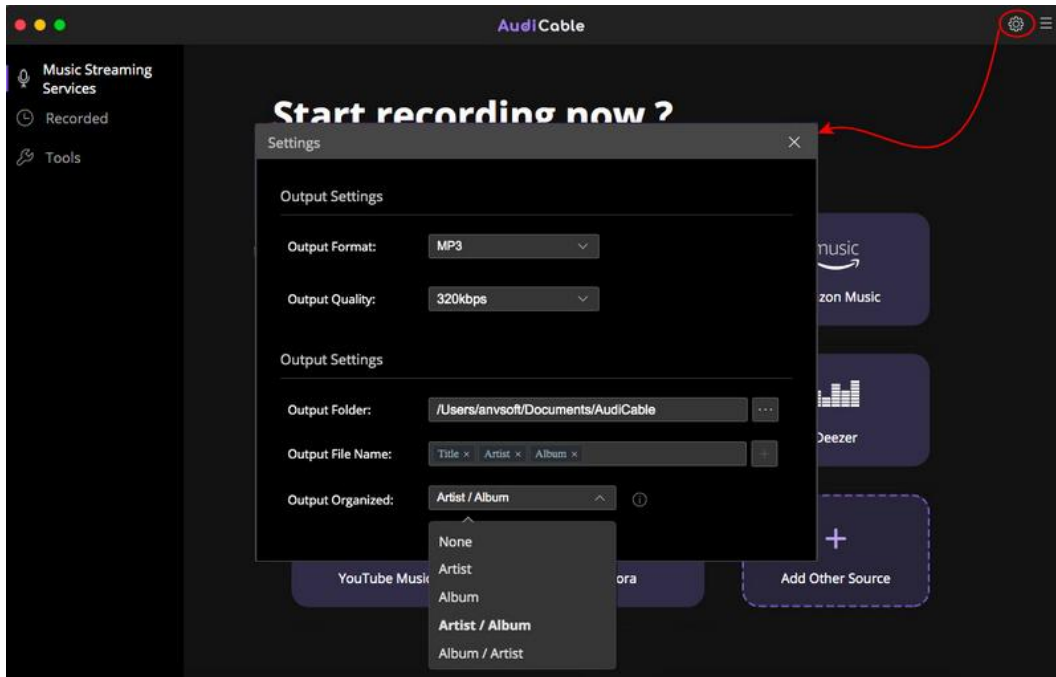 AudiCable
Music Streaming
Services
Recorded
Tools
Start recording now ?
Settings
Output Settings
Output Format: MP3
Output Quality: 320kbps
Output Settings
Output Folder: /Users/anvsoft/Documents/AudiCable
Output File Name: Title × Artist × Album ×
Output Organized: Artist / Album
None
Artist
Album
Artist / Album
Album / Artist
music
zon Music
Deezer
YouTube Musi
ora
Add Other Source